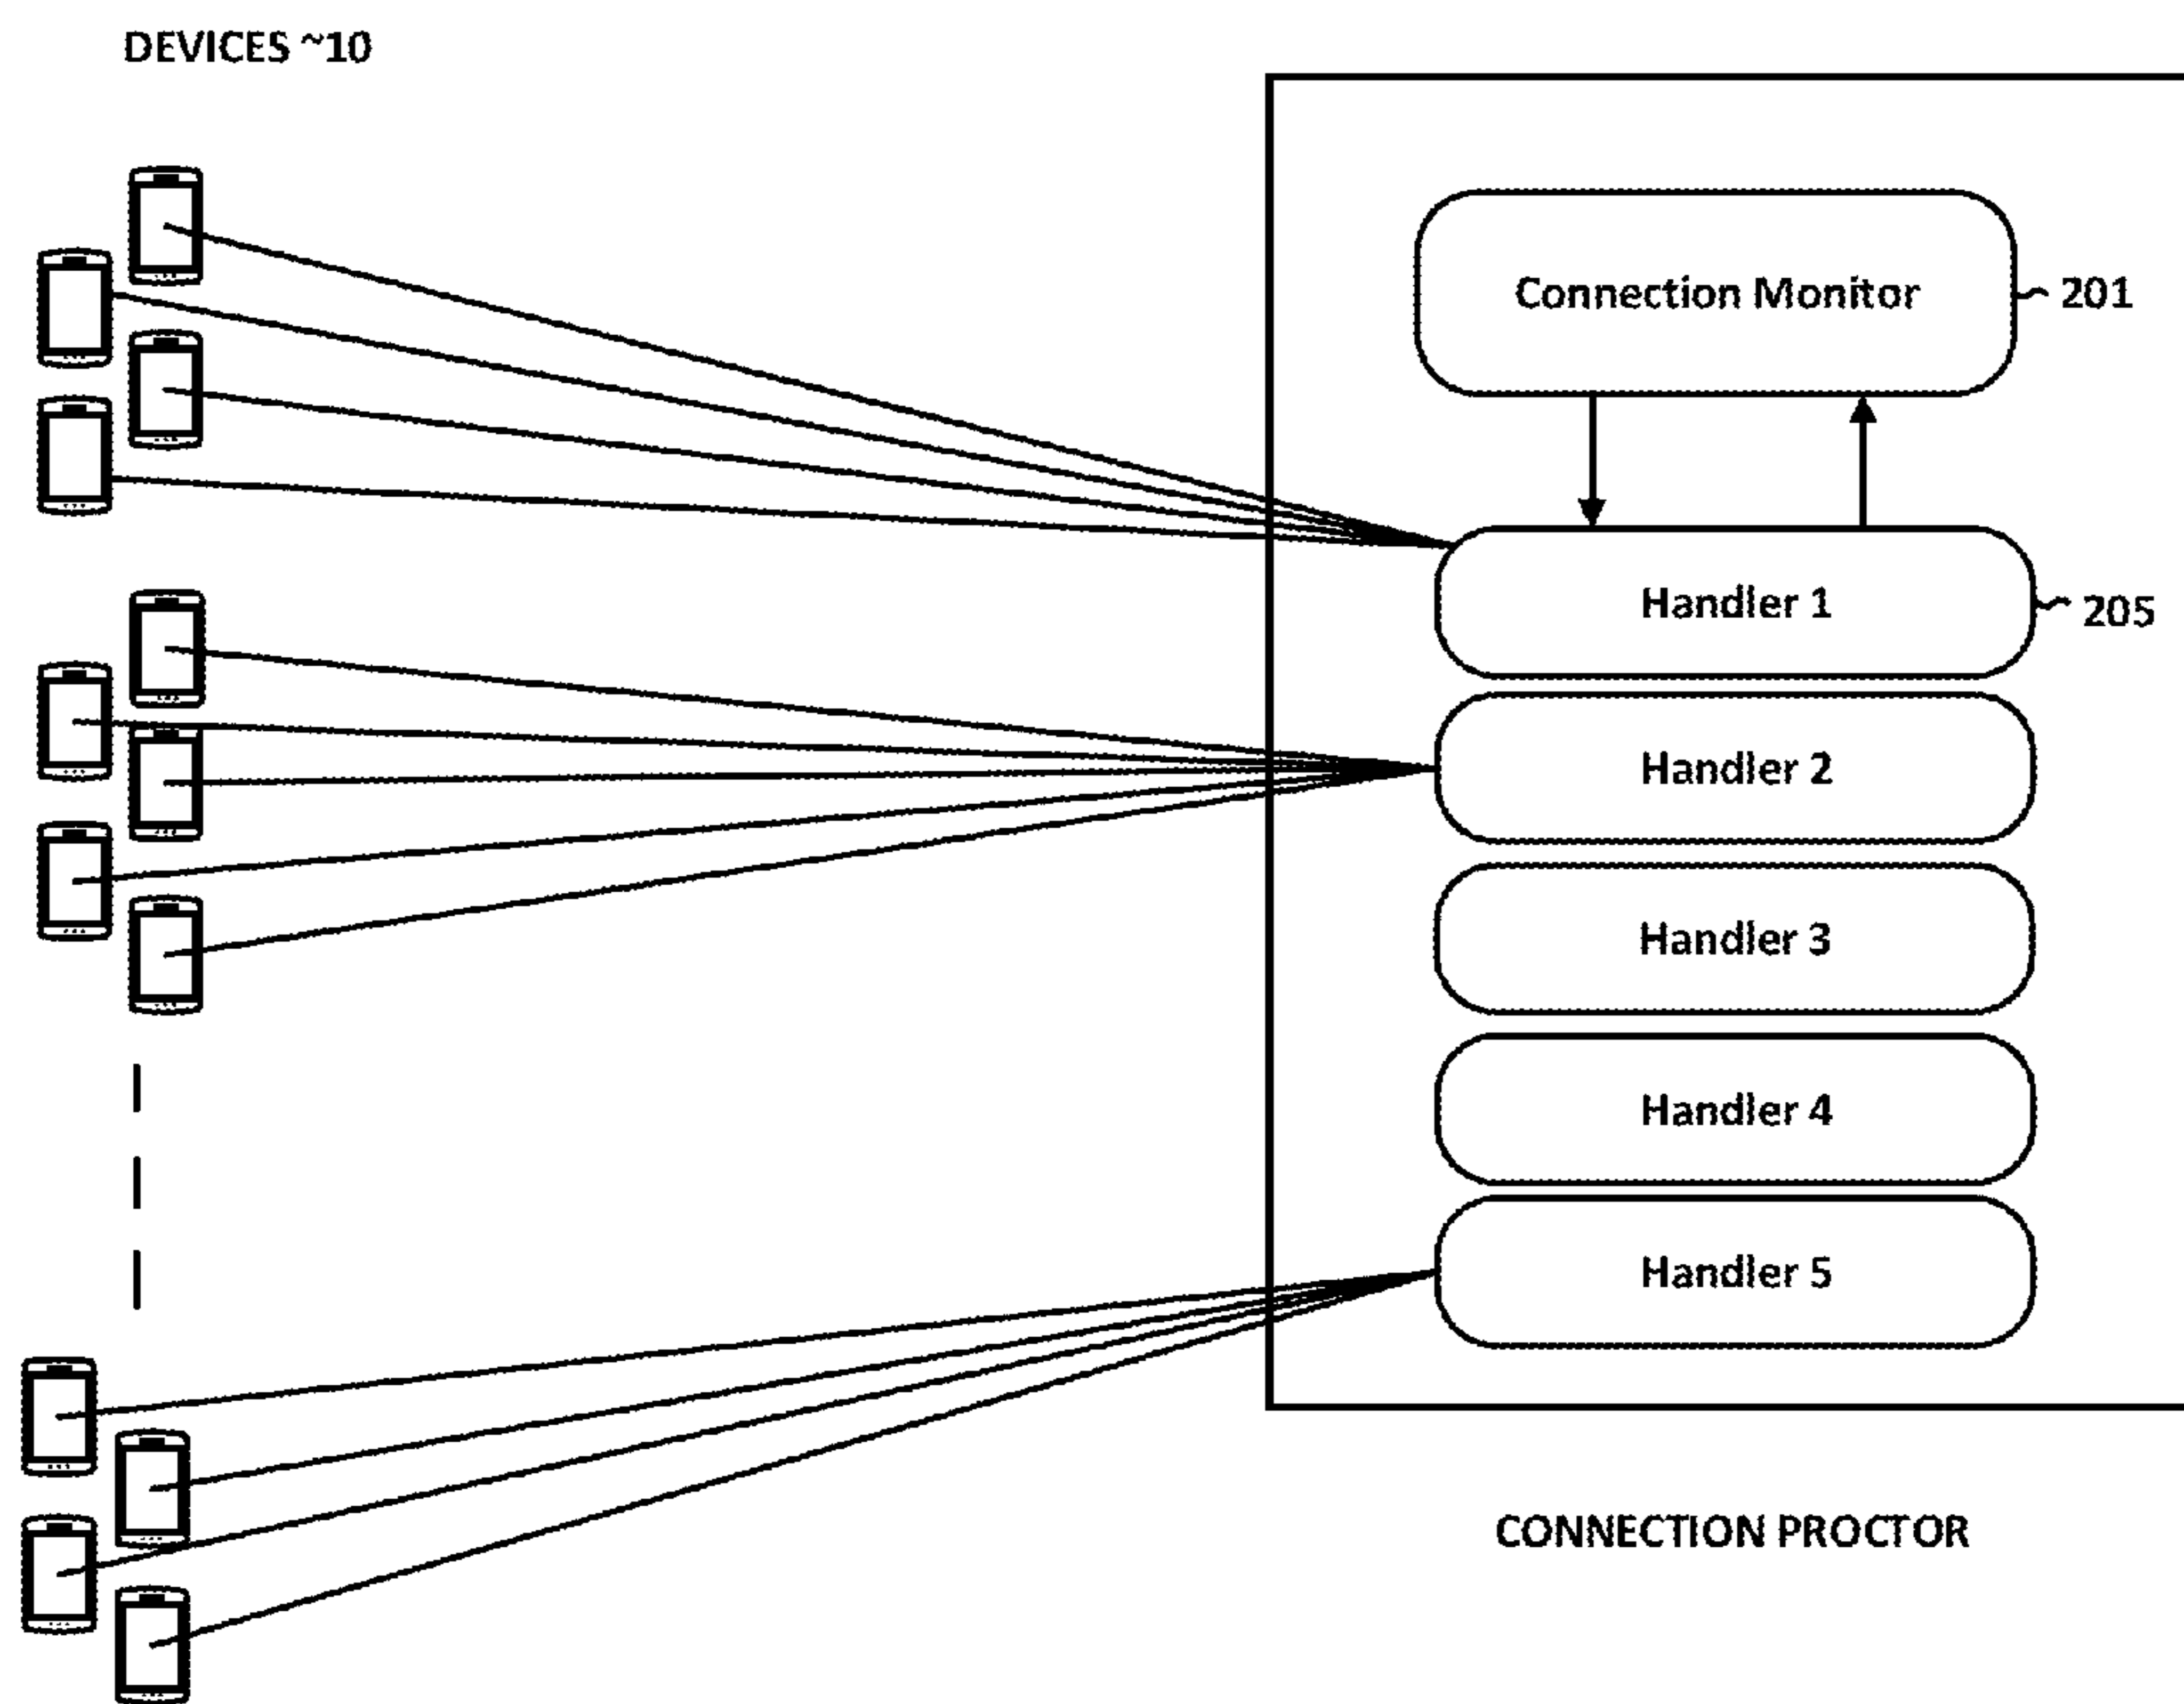 DEVICES ~10
Connection Monitor
201
Handler 1
205
Handler 2
Handler 3
Handler 4
Handler 5
CONNECTION PROCTOR